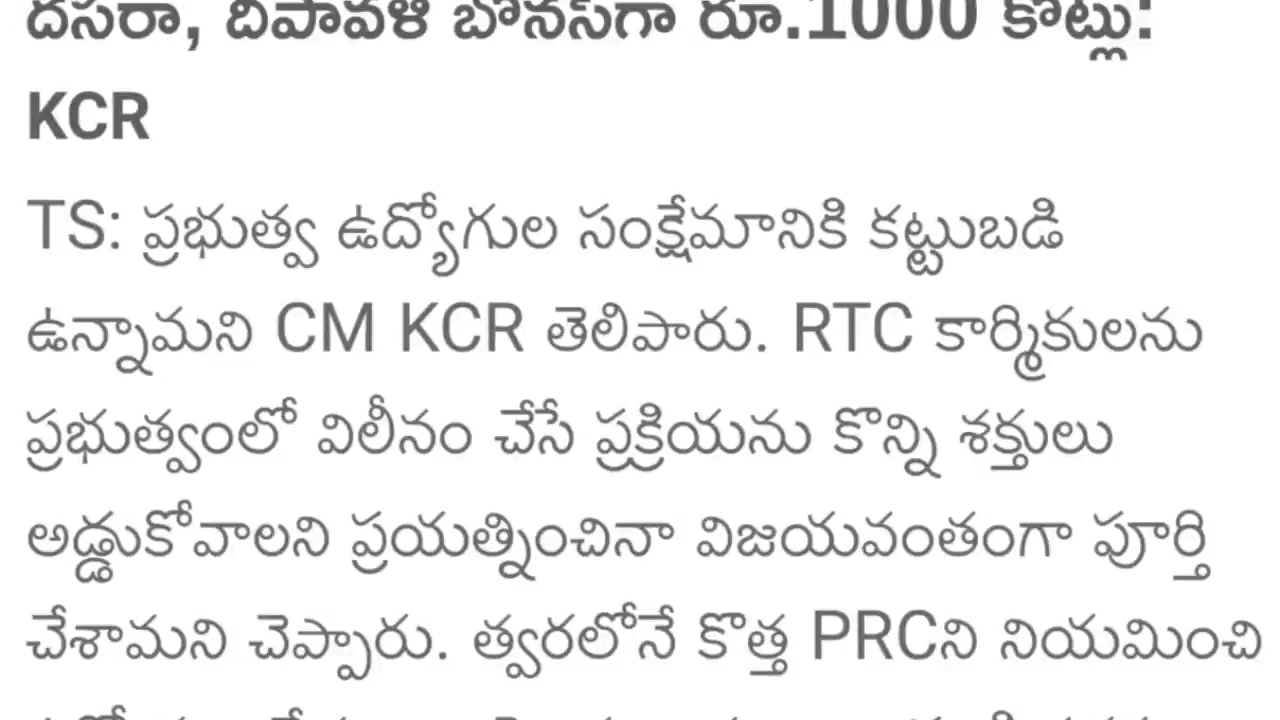 దసరా, దీపావళి బోనస్‌గా రూ.1000 కోట్లు:
KCR
TS: ప్రభుత్వ ఉద్యోగుల సంక్షేమానికి కట్టుబడి
ఉన్నామని CM KCR తెలిపారు. RTC కార్మికులను
ప్రభుత్వంలో విలీనం చేసే ప్రక్రియను కొన్ని శక్తులు
అడ్డుకోవాలని ప్రయత్నించినా విజయవంతంగా పూర్తి
చేశామని చెప్పారు. త్వరలోనే కొత్త PRCని నియమించి